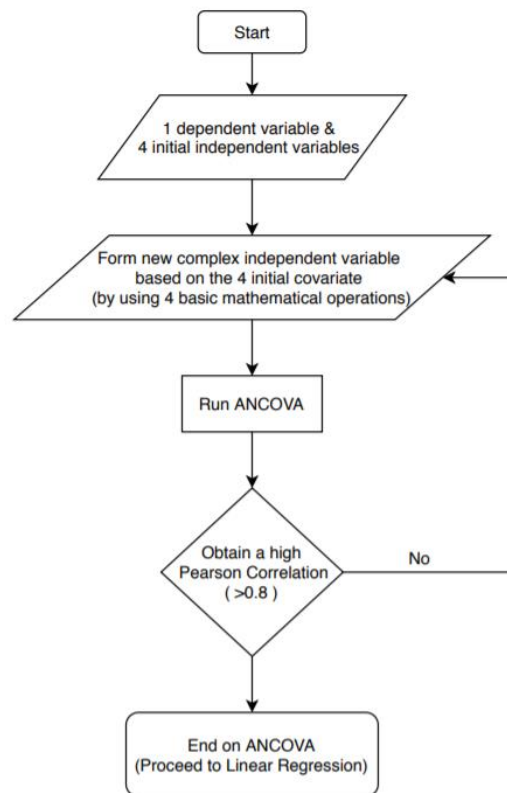 Start
1 dependent variable &
4 initial independent variables
Form new complex independent variable
based on the 4 initial covariate
(by using 4 basic mathematical operations)
Run ANCOVA
Obtain a high
Pearson Correlation
( >0.8 )
No
End on ANCOVA
(Proceed to Linear Regression)